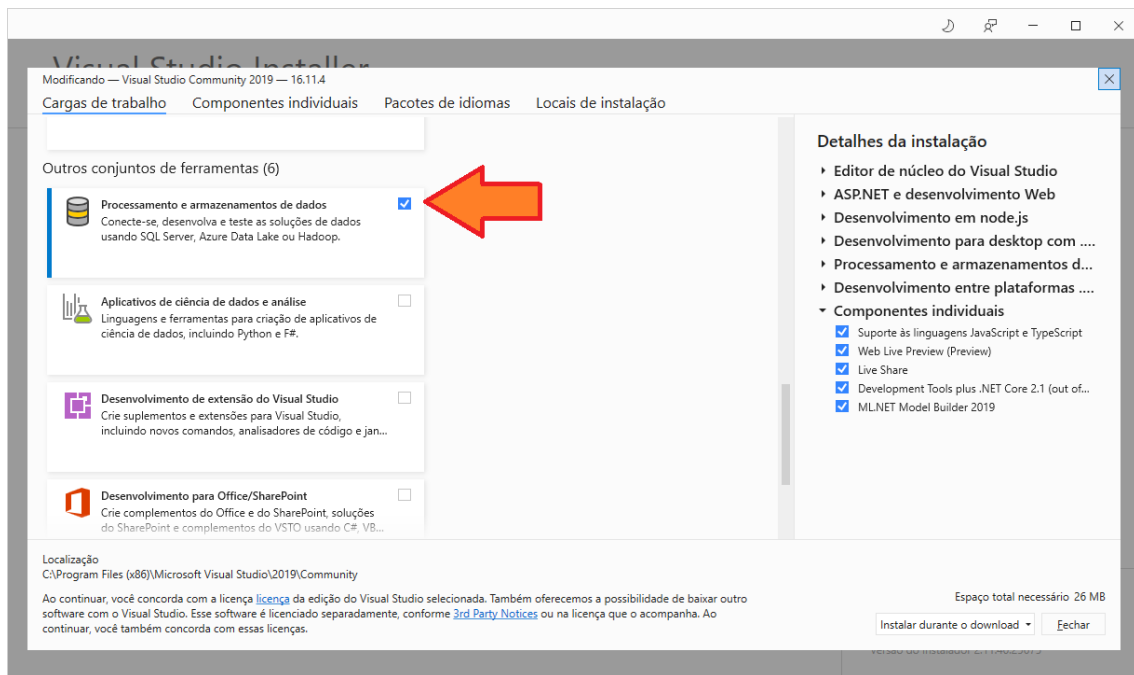 Visual Studio Installer
Modificando — Visual Studio Community 2019 — 16.11.4
Cargas de trabalho
Componentes individuais
Pacotes de idiomas
Locais de instalação
Outros conjuntos de ferramentas (6)
Processamento e armazenamentos de dados
Conecte-se, desenvolva e teste as soluções de dados
usando SQL Server, Azure Data Lake ou Hadoop.
Aplicativos de ciência de dados e análise
Linguagens e ferramentas para criação de aplicativos de
ciência de dados, incluindo Python e F#.
Desenvolvimento de extensão do Visual Studio
Crie suplementos e extensões para Visual Studio,
incluindo novos comandos, analisadores de código e jan...
Desenvolvimento para Office/SharePoint
Crie complementos do Office e do SharePoint, soluções
do SharePoint e complementos do VSTO usando C#, VB...
Detalhes da instalação
Editor de núcleo do Visual Studio
ASP.NET e desenvolvimento Web
Desenvolvimento em node.js
Desenvolvimento para desktop com ....
Processamento e armazenamentos d...
Desenvolvimento entre plataformas ....
Componentes individuais
Suporte às linguagens JavaScript e TypeScript
Web Live Preview (Preview)
Live Share
Development Tools plus .NET Core 2.1 (out of...
ML.NET Model Builder 2019
Localização
C:\Program Files (x86)\Microsoft Visual Studio\2019\Community
Ao continuar, você concorda com a licença licença da edição do Visual Studio selecionada. Também oferecemos a possibilidade de baixar outro
software com o Visual Studio. Esse software é licenciado separadamente, conforme 3rd Party Notices ou na licença que o acompanha. Ao
continuar, você também concorda com essas licenças.
Espaço total necessário 26 MB
Instalar durante o download
Fechar